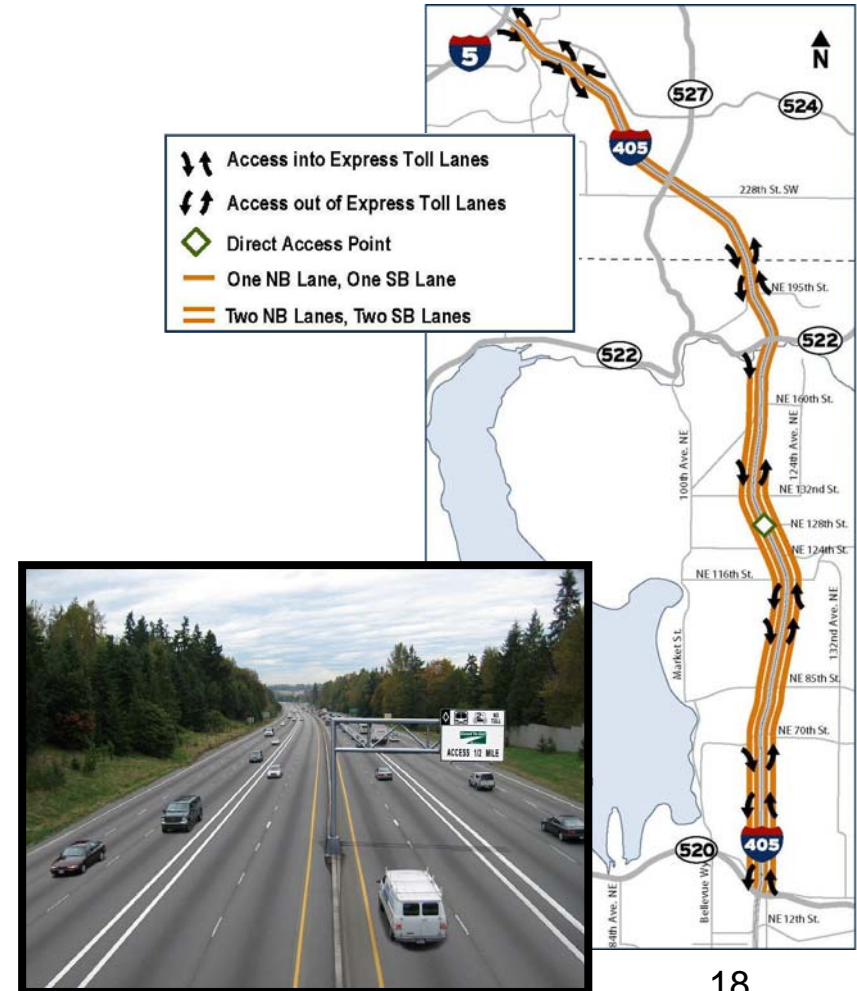 5
N
527
524
405
228th St. SW
Access into Express Toll Lanes
Access out of Express Toll Lanes
Direct Access Point
One NB Lane, One SB Lane
Two NB Lanes, Two SB Lanes
NE 195th St.
522
522
NE 160th St.
100th Ave. NE
124th Ave. NE
NE 132nd St.
NE 128th St.
NE 124th St.
NE 116th St.
132nd Ave. NE
Market St.
NE 85th St.
NO TOLL
ACCESS 1/2 MILE
NE 70th St.
405
520
Bellevue Wy
84th Ave. NE
NE 12th St.
18